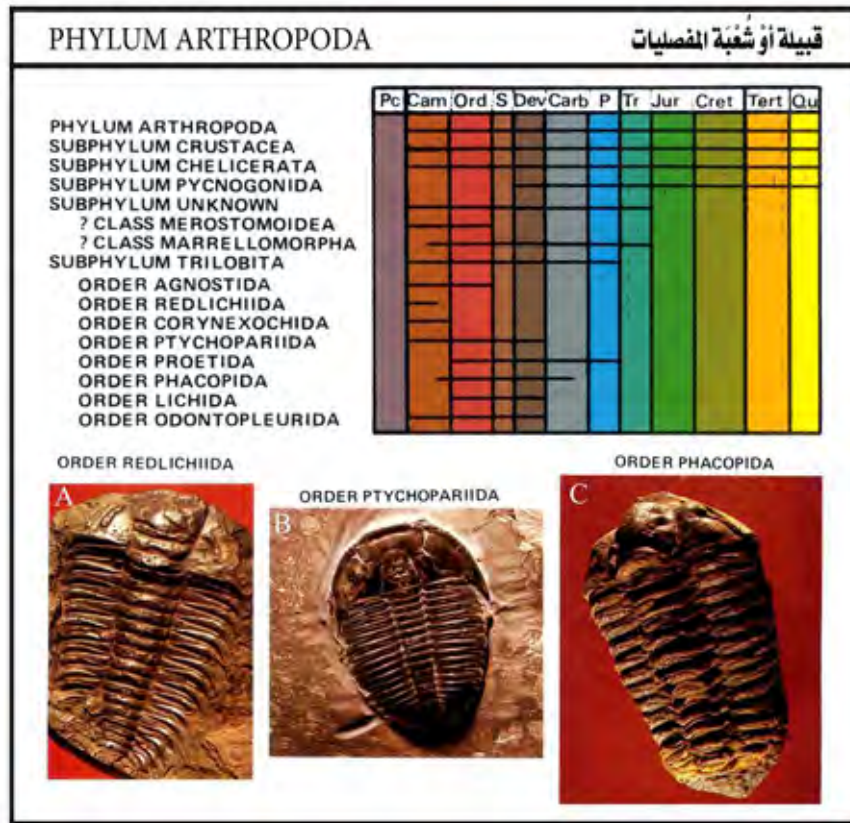 PHYLUM ARTHROPODA
قبيلة أوْ شُعْبَة المفصليات
Pc Cam Ord S Dev Carb P Tr Jur Cret Tert Qu
PHYLUM ARTHROPODA
SUBPHYLUM CRUSTACEA
SUBPHYLUM CHELICERATA
SUBPHYLUM PYCNOGONIDA
SUBPHYLUM UNKNOWN
? CLASS MEROSTOMOIDEA
? CLASS MARRELLOMORPHA
SUBPHYLUM TRILOBITA
ORDER AGNOSTIDA
ORDER REDLICHIIDA
ORDER CORYNEXOCHIDA
ORDER PTYCHOPARIIDA
ORDER PROETIDA
ORDER PHACOPIDA
ORDER LICHIDA
ORDER ODONTOPLEURIDA
ORDER REDLICHIIDA
A
ORDER PTYCHOPARIIDA
B
ORDER PHACOPIDA
C